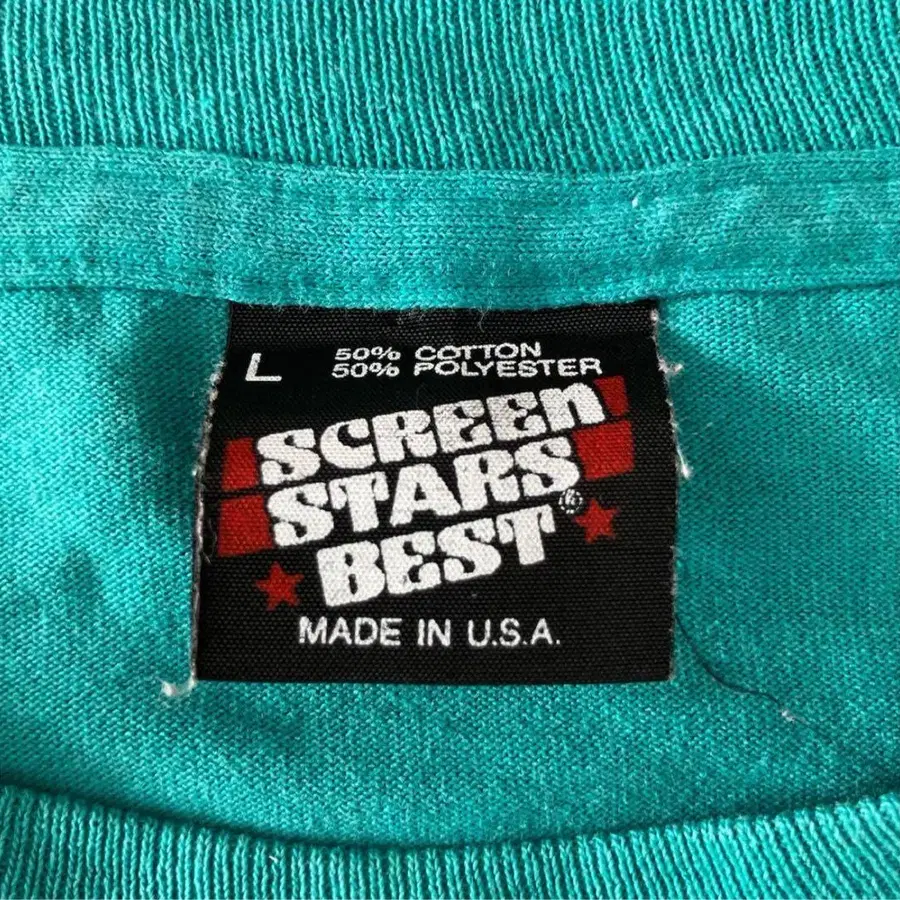 L
50% COTTON
50% POLYESTER
SCREEn
STARS
BEST®
MADE IN U.S.A.